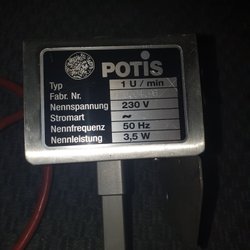 POTIS
Typ 1 U / min
Fabr. Nr.
Nennspannung 230 V
Stromart ~
Nennfrequenz 50 Hz
Nennleistung 3,5 W